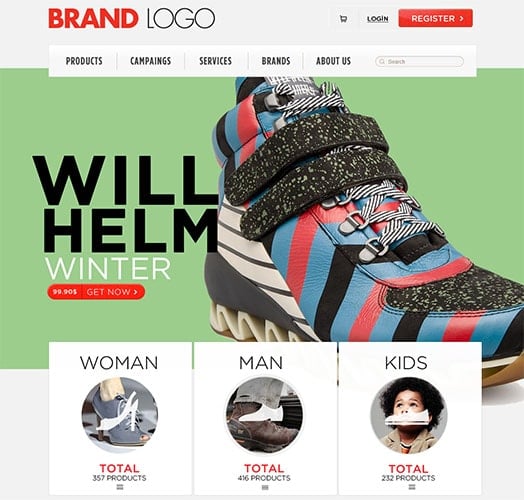 BRAND LOGO
LOGIN
REGISTER >
PRODUCTS
CAMPAINGS
SERVICES
BRANDS
ABOUT US
Search
WILL
HELM
WINTER
99.90$ GET NOW >
WOMAN
MAN
KIDS
TOTAL
357 PRODUCTS
TOTAL
416 PRODUCTS
TOTAL
232 PRODUCTS